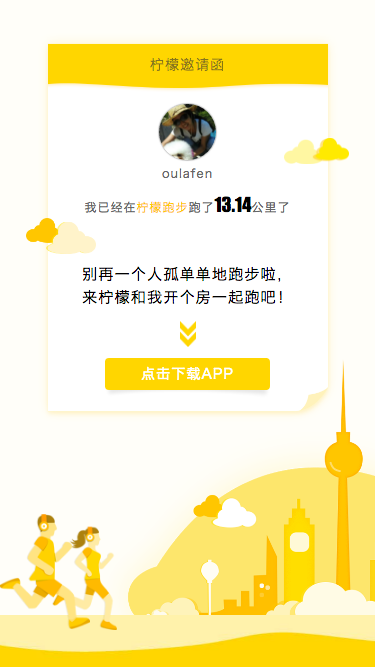 柠檬邀请函
oulafen
我已经在柠檬跑步跑了13.14公里了
别再一个人孤单单地跑步啦，
来柠檬和我开个房一起跑吧！
点击下载APP